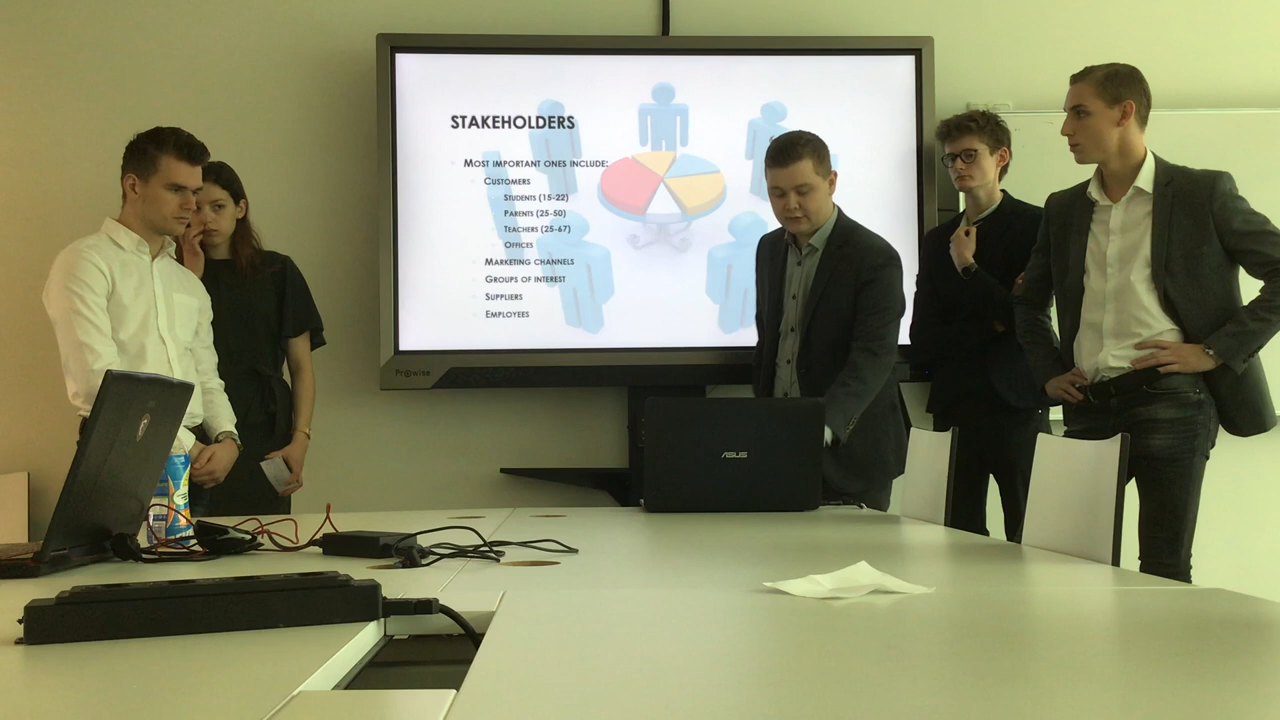 STAKEHOLDERS
MOST IMPORTANT ONES INCLUDE:
CUSTOMERS
STUDENTS (15-22)
PARENTS (25-50)
TEACHERS (25-67)
OFFICES
MARKETING CHANNELS
GROUPS OF INTEREST
SUPPLIERS
EMPLOYEES
Prowise
ASUS